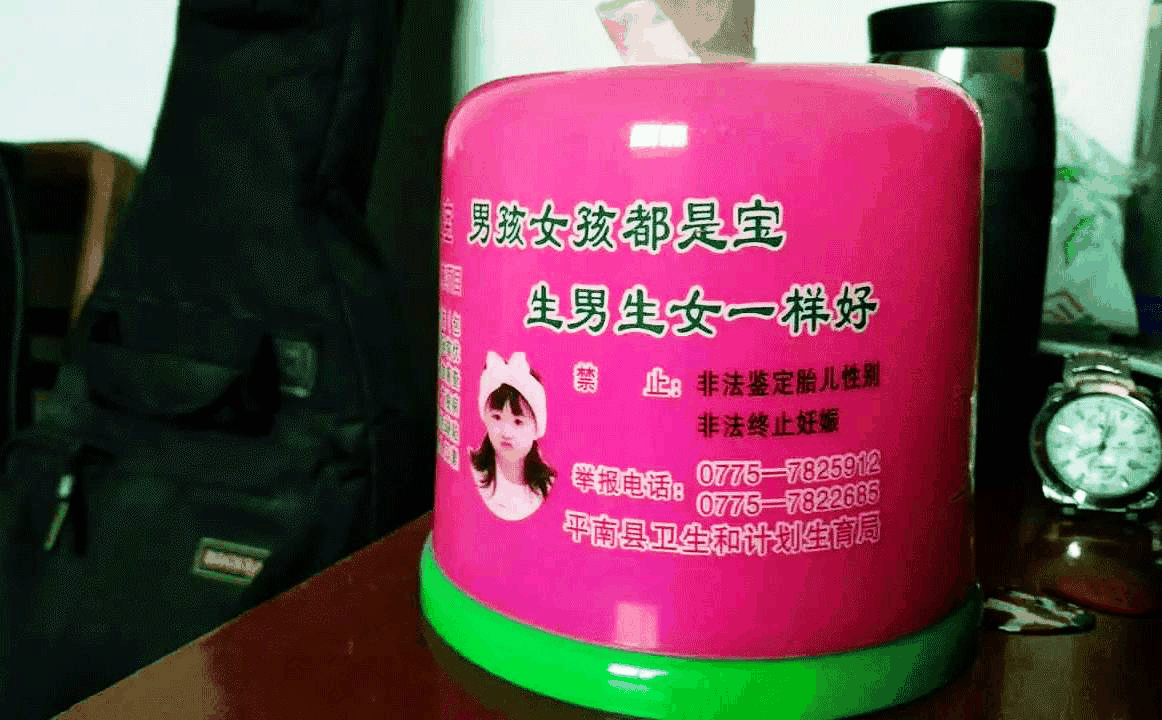 男孩女孩都是宝
生男生女一样好
禁 止：非法鉴定胎儿性别
非法终止妊娠
举报电话：0775—7825912
0775—7822685
平南县卫生和计划生育局